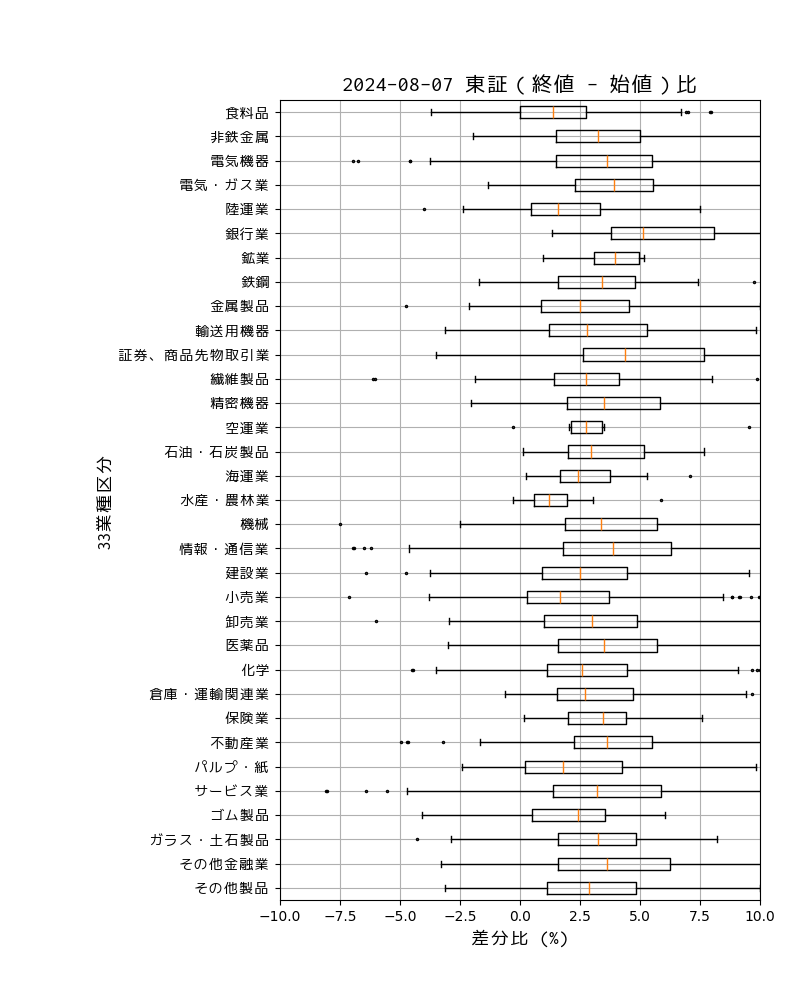 2024-08-07 東証 ( 終値 - 始値 ) 比
食料品
非鉄金属
電気機器
電気・ガス業
陸運業
銀行業
鉱業
鉄鋼
金属製品
輸送用機器
証券、商品先物取引業
繊維製品
精密機器
空運業
石油・石炭製品
海運業
水産・農林業
機械
情報・通信業
建設業
小売業
卸売業
医薬品
化学
倉庫・運輸関連業
保険業
不動産業
パルプ・紙
サービス業
ゴム製品
ガラス・土石製品
その他金融業
その他製品
33業種区分
−10.0 −7.5 −5.0 −2.5 0.0 2.5 5.0 7.5 10.0
差分比 (%)